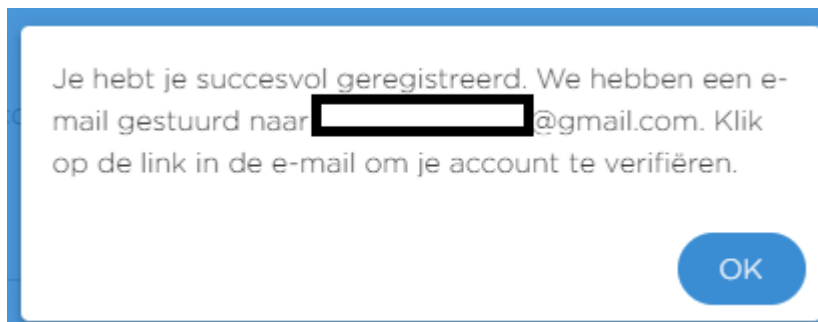 Je hebt je succesvol geregistreerd. We hebben een e-
mail gestuurd naar @gmail.com. Klik
op de link in de e-mail om je account te verifiëren.
OK